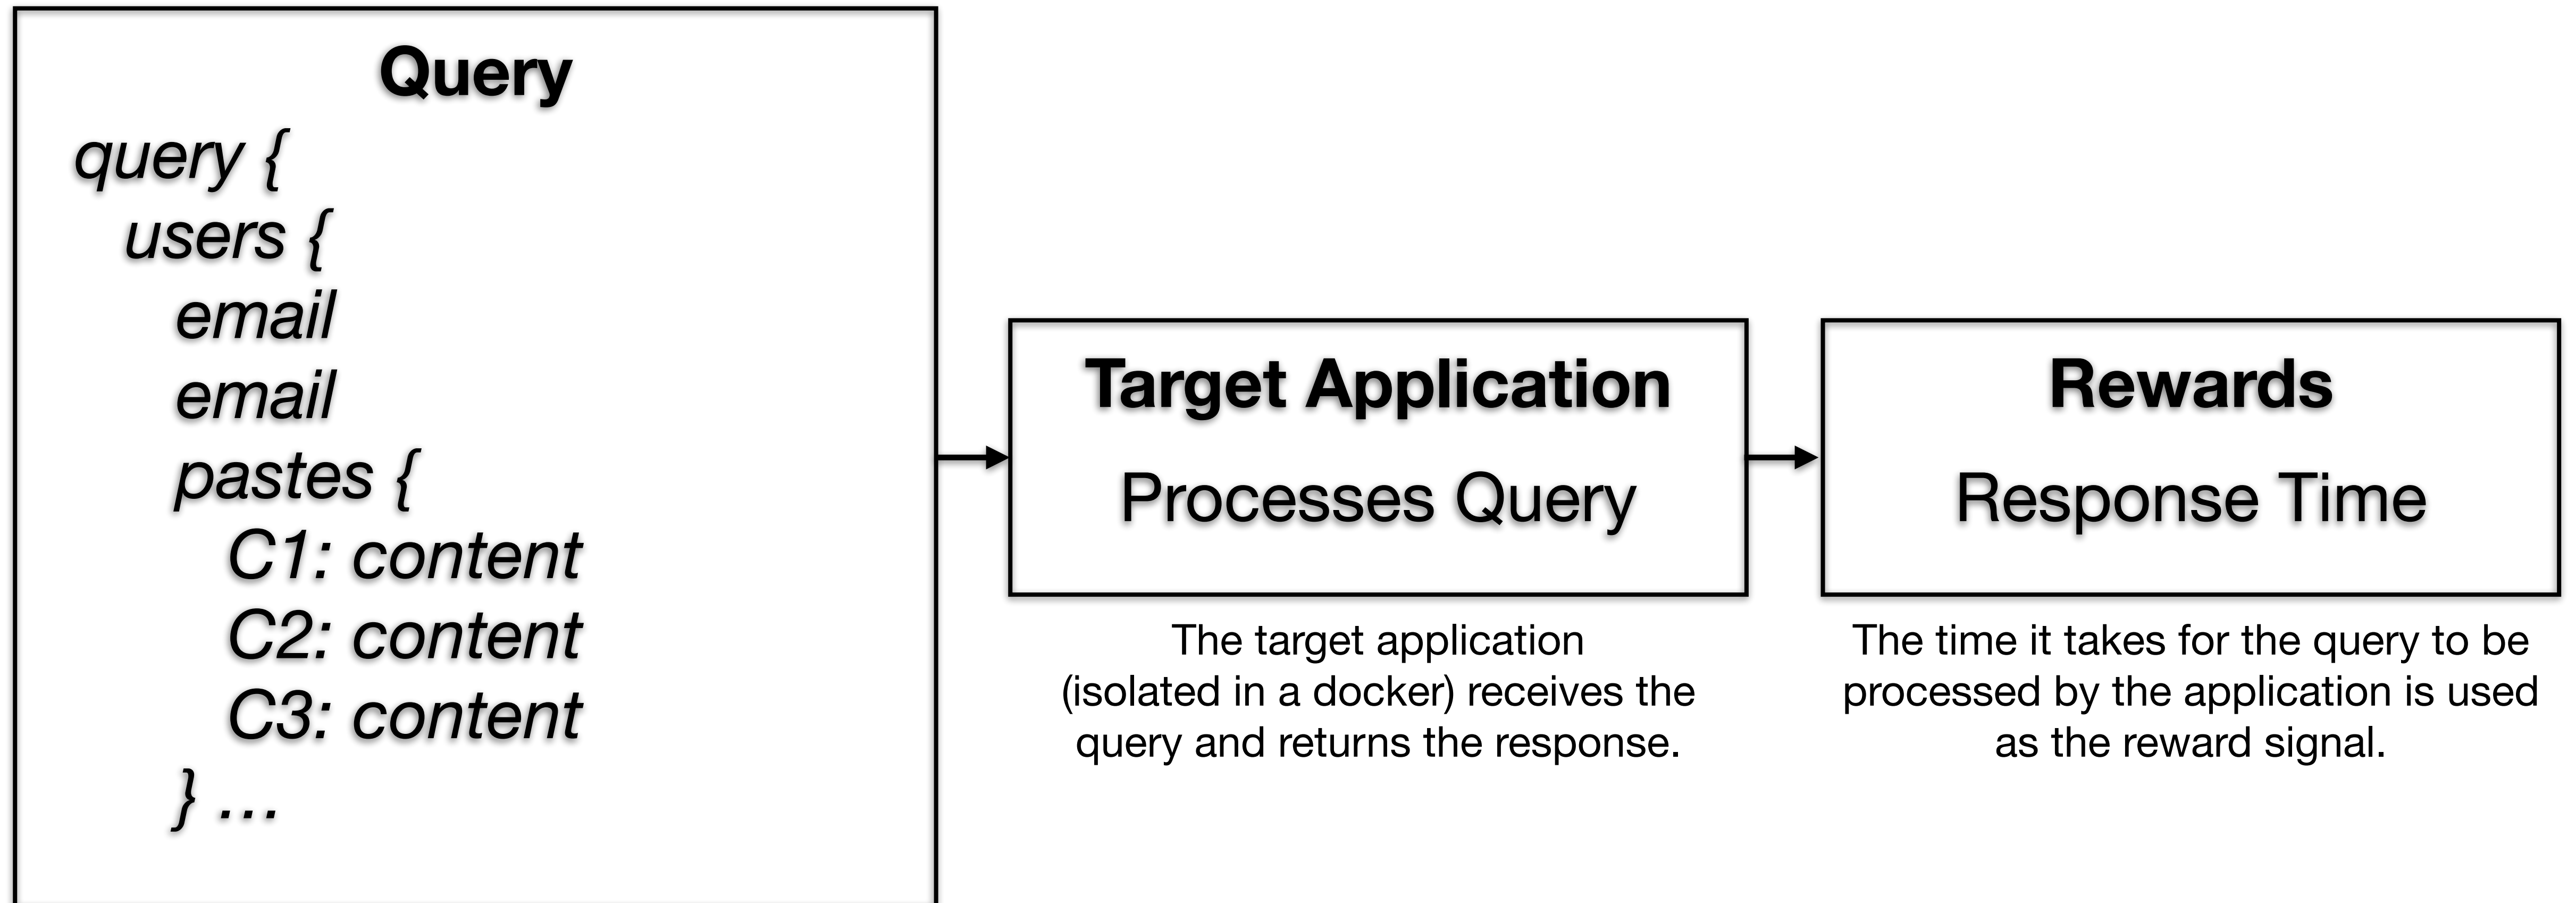 Query
query {
users {
email
email
pastes {
C1: content
C2: content
C3: content
} ...
Target Application
Processes Query
The target application
(isolated in a docker) receives the
query and returns the response.
Rewards
Response Time
The time it takes for the query to be
processed by the application is used
as the reward signal.